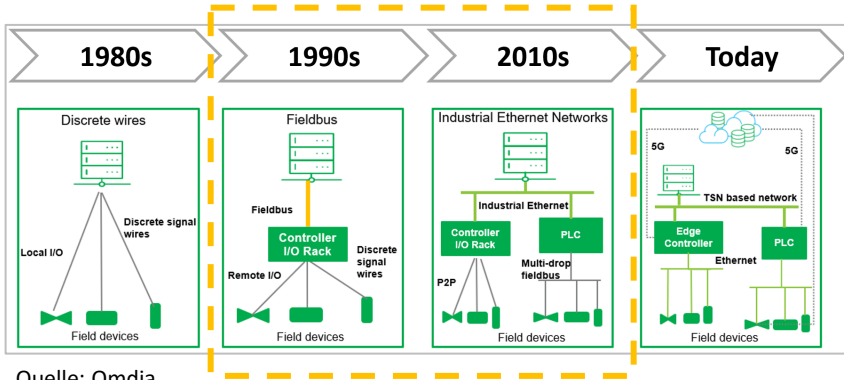 1980s
1990s
2010s
Today
Discrete wires
Local I/O
Discrete signal
wires
Field devices
Fieldbus
Fieldbus
Controller
I/O Rack
Remote I/O
Discrete
signal
wires
Field devices
Industrial Ethernet Networks
Industrial Ethernet
Controller
I/O Rack
PLC
P2P
Multi-drop
fieldbus
Field devices
5G
5G
TSN based network
Edge
Controller
PLC
Ethernet
Field devices
Quelle: Omdia